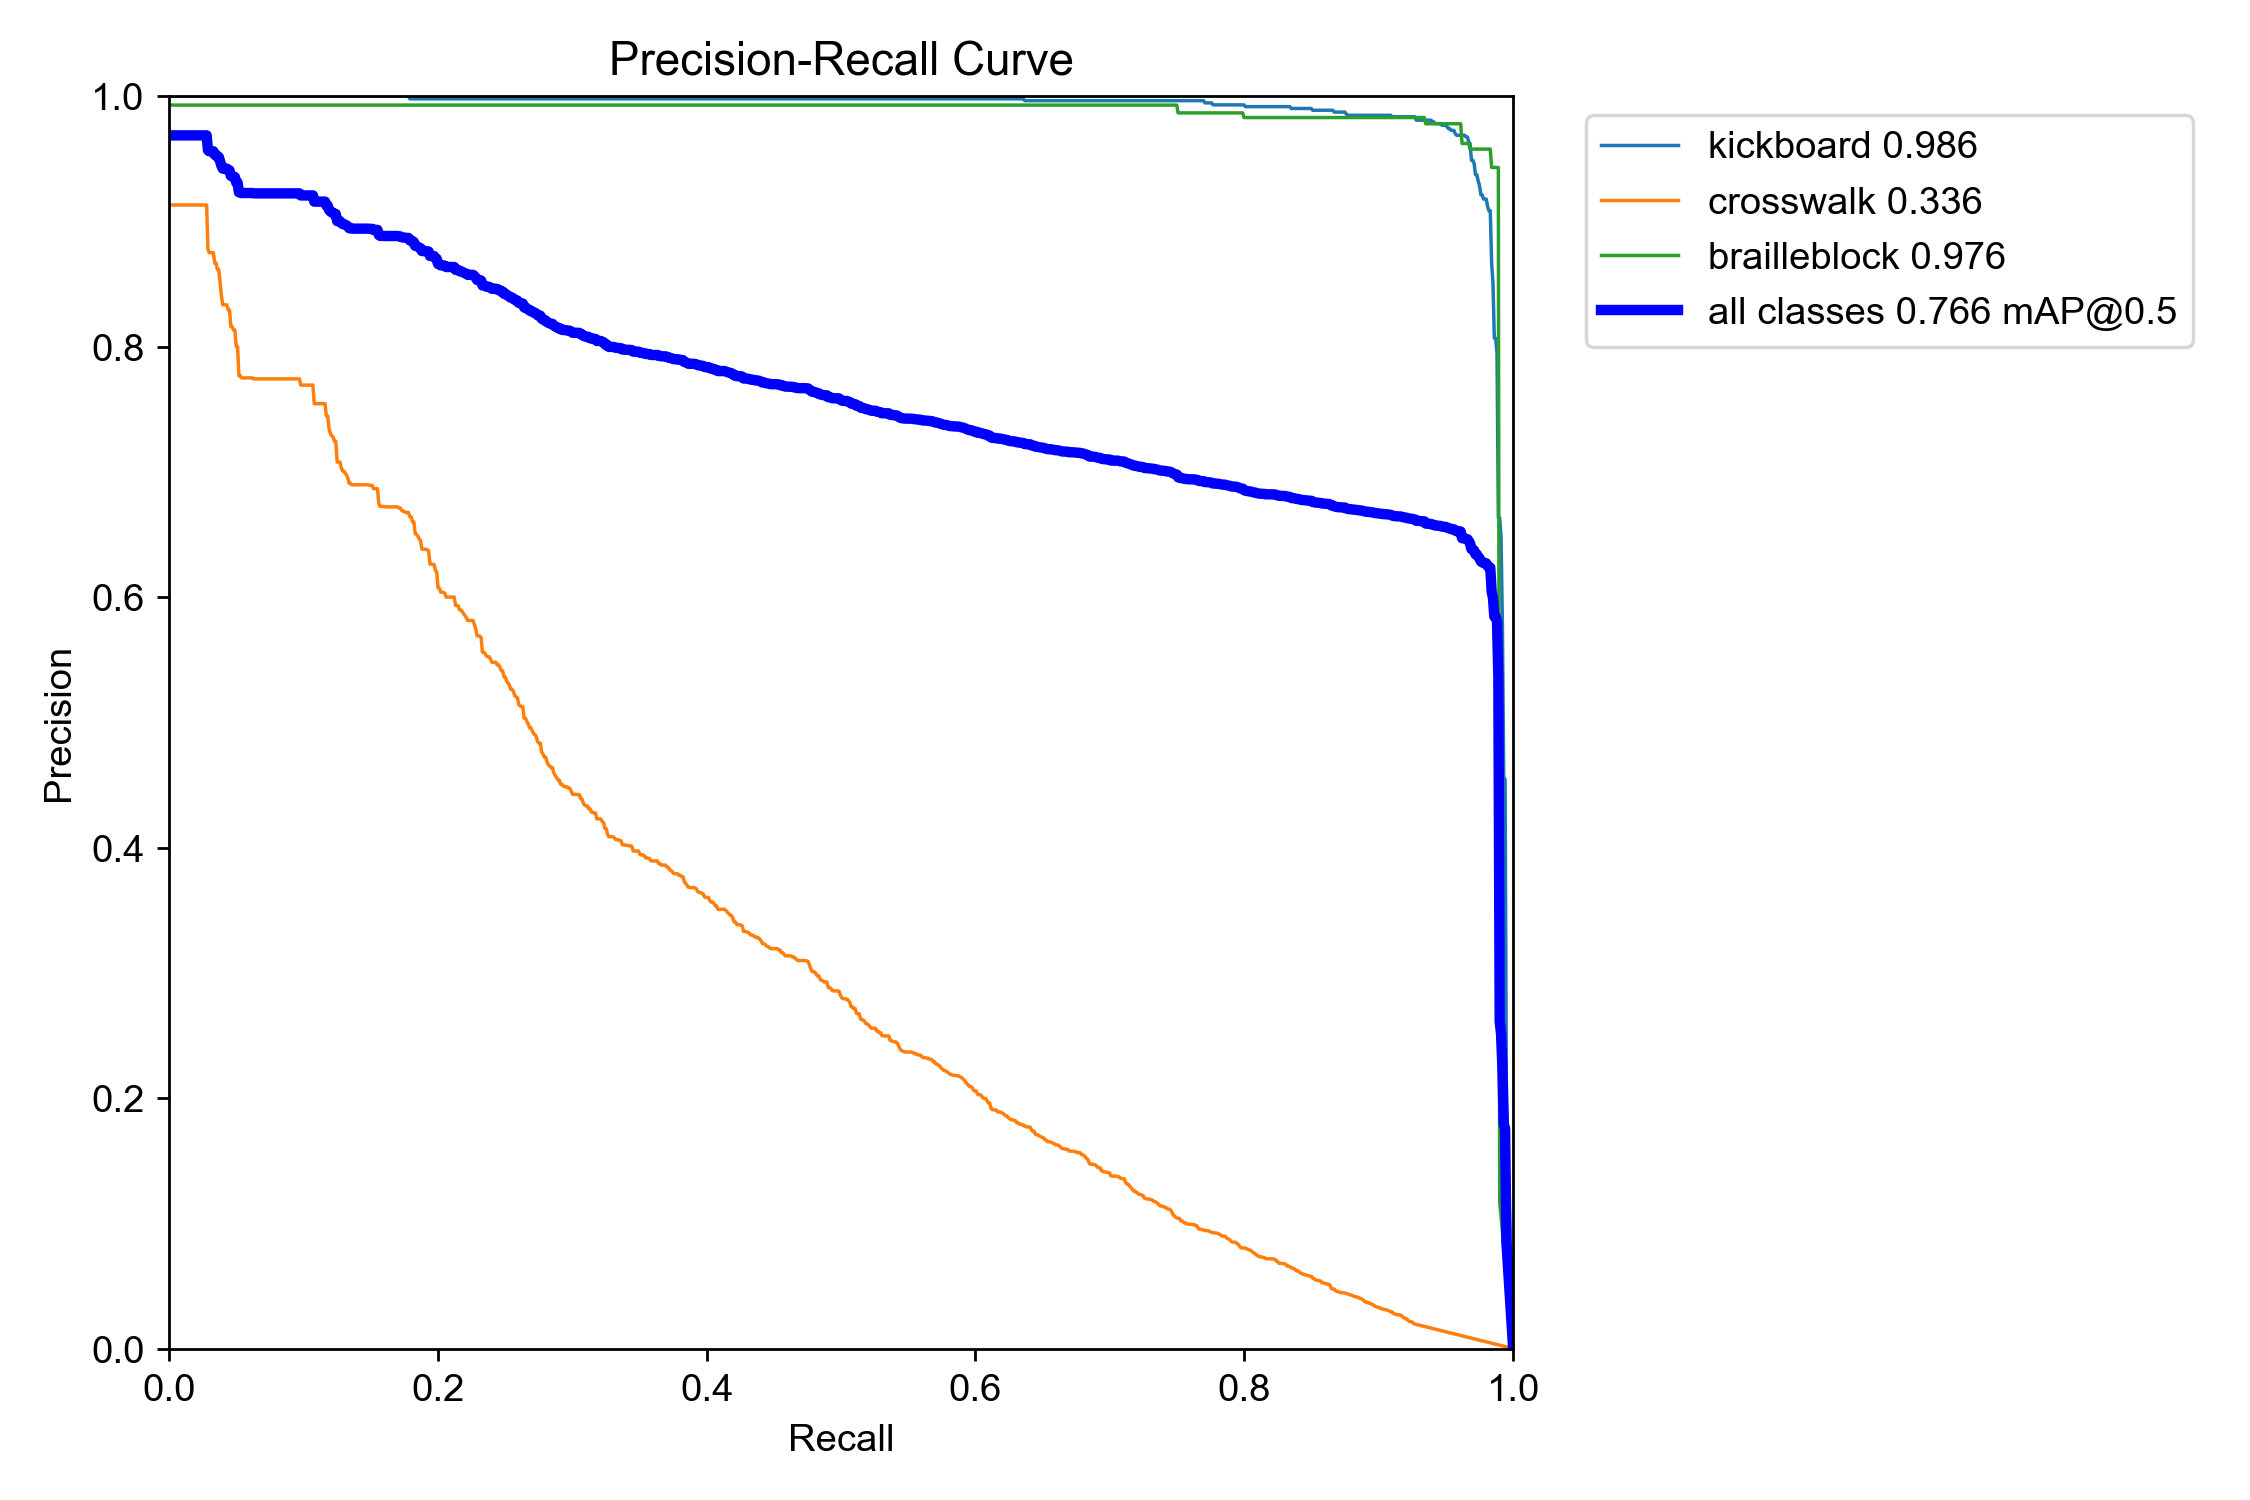 Precision-Recall Curve
1.0
0.8
0.6
0.4
0.2
0.0
Precision
0.0 0.2 0.4 0.6 0.8 1.0
Recall
kickboard 0.986
crosswalk 0.336
brailleblock 0.976
all classes 0.766 mAP@0.5